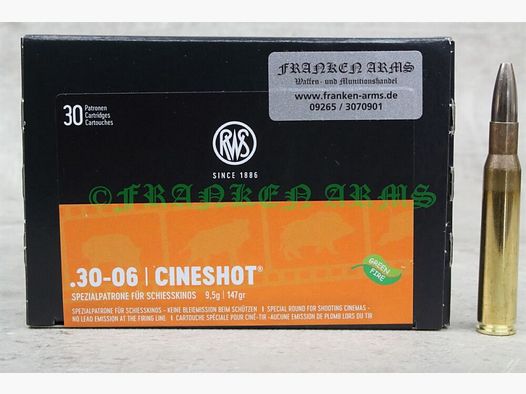 FRANKEN ARMS
Waffen- und Munitionshandel
www.franken-arms.de
09265 / 3070901
30 Patronen
Cartridges
Cartouches
RWS
SINCE 1886
©FRANKEN ARMS
.30-06 | CINESHOT®
GREEN FIRE
SPEZIALPATRONE FÜR SCHIESSKINOS 9,5g | 147gr
SPEZIALPATRONE FÜR SCHIESSKINOS - KEINE BLEIEMISSION BEIM SCHÜTZEN | SPECIAL ROUND FOR SHOOTING CINEMAS -
NO LEAD EMISSION AT THE FIRING LINE | CARTOUCHE SPÉCIALE POUR CINÉ-TIR -AUCUNE EMISSION DE PLOMB LORS DU TIR